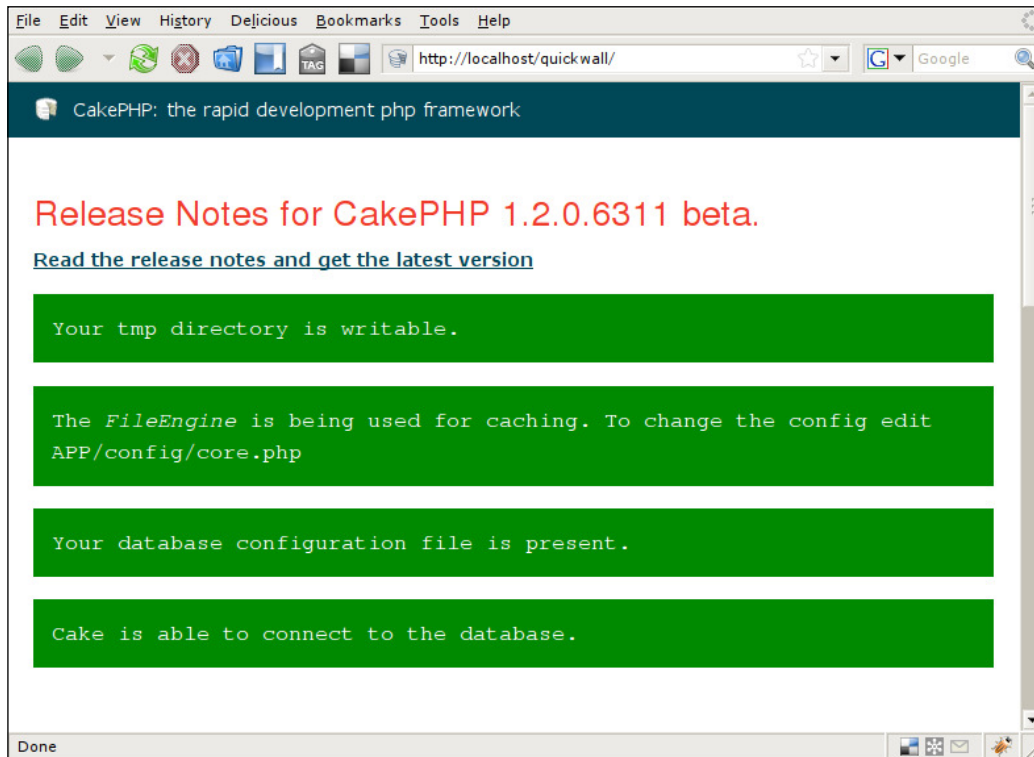 File Edit View History Delicious Bookmarks Tools Help
TAG http://localhost/quickwall/ G Google
CakePHP: the rapid development php framework
Release Notes for CakePHP 1.2.0.6311 beta.
Read the release notes and get the latest version
Your tmp directory is writable.
The FileEngine is being used for caching. To change the config edit
APP/config/core.php
Your database configuration file is present.
Cake is able to connect to the database.
Done